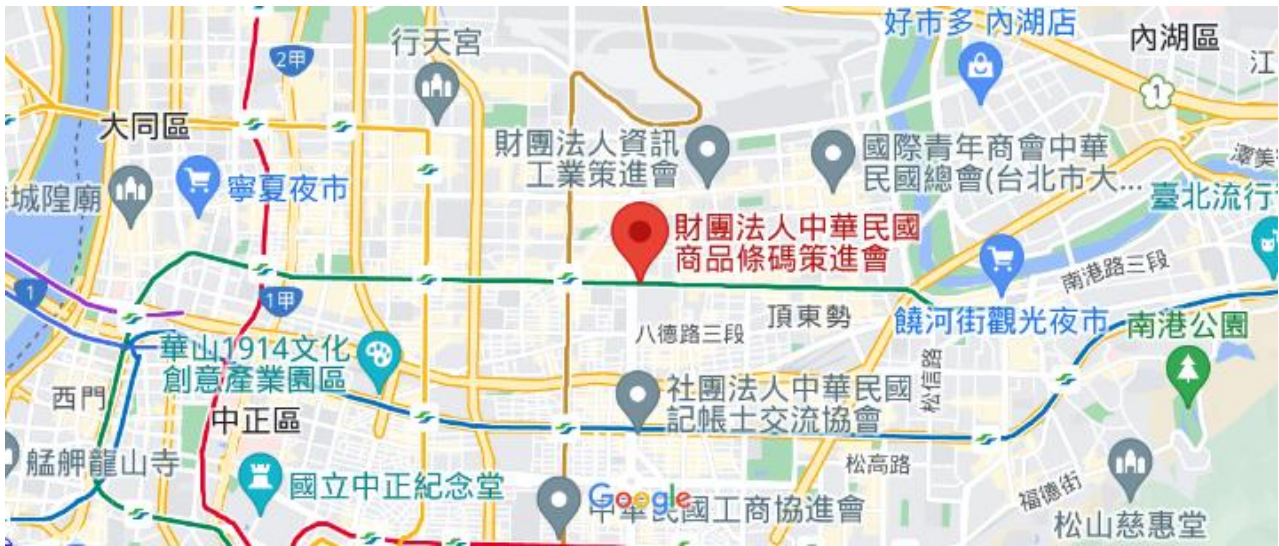 好市多 內湖店
內湖區
行天宮
2甲
江
1
大同區
財團法人資訊
工業策進會
國際青年商會中華
民國總會(台北市大...
城隍廟
寧夏夜市
臺北流行
財團法人中華民國
商品條碼策進會
南港路三段
1
1甲
頂東勢
八德路三段
饒河街觀光夜市
南港公園
華山1914文化
創意產業園區
松信路
西門
社團法人中華民國
記帳士交流協會
中正區
艋舺龍山寺
松高路
國立中正紀念堂
福德街
Google
中華民國工商協進會
松山慈惠堂